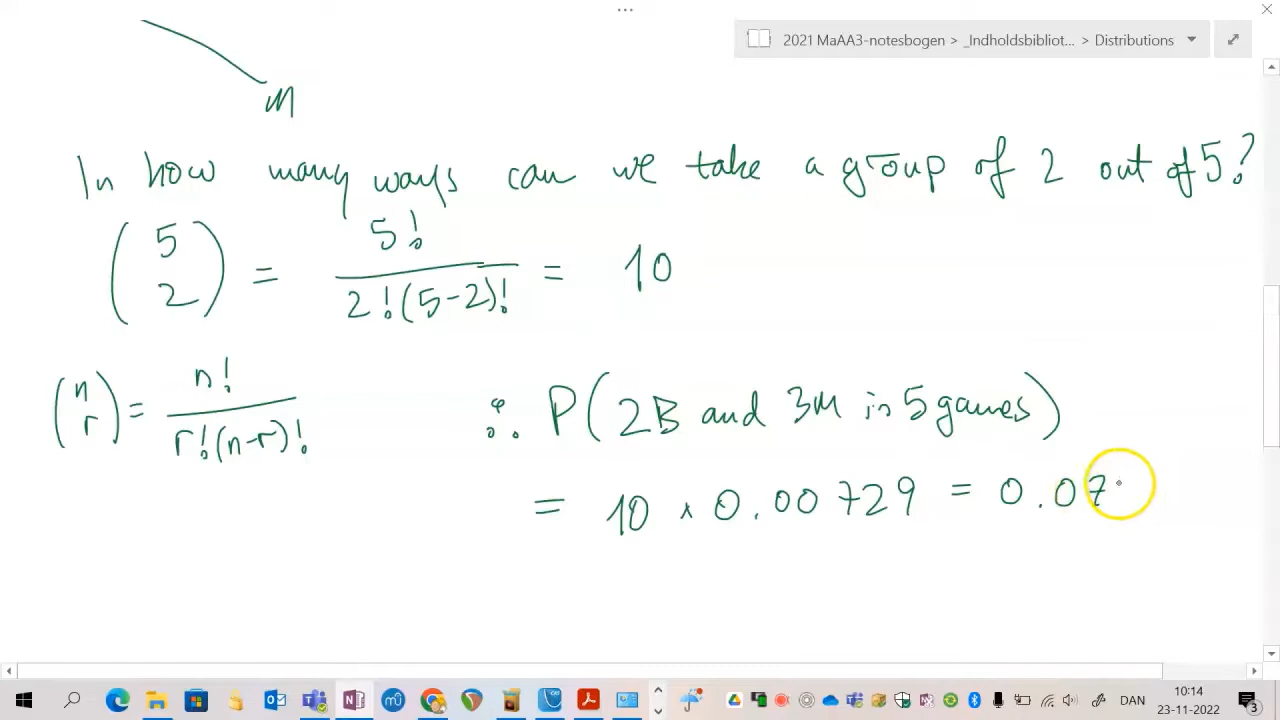 2021 MaAA3-notesbogen > _Indholdsbibliot... > Distributions
M
In how many ways can we take a group of 2 out of 5?
(5 2) = 5! / 2!(5-2)! = 10
(n r) = n! / r!(n-r)!
∴ P(2B and 3M in 5 games)
= 10 × 0.00729 = 0.07
DAN
10:14
23-11-2022
3